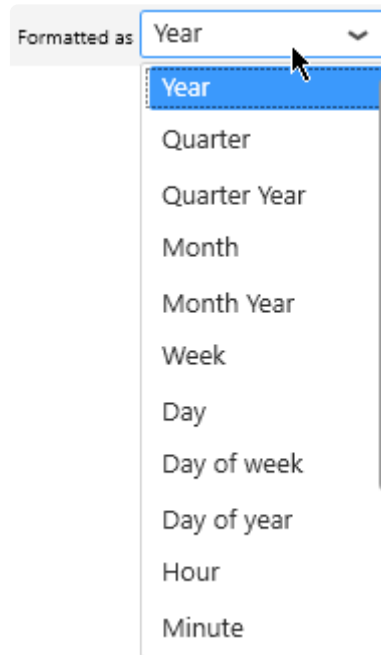 Formatted as Year
Year
Quarter
Quarter Year
Month
Month Year
Week
Day
Day of week
Day of year
Hour
Minute